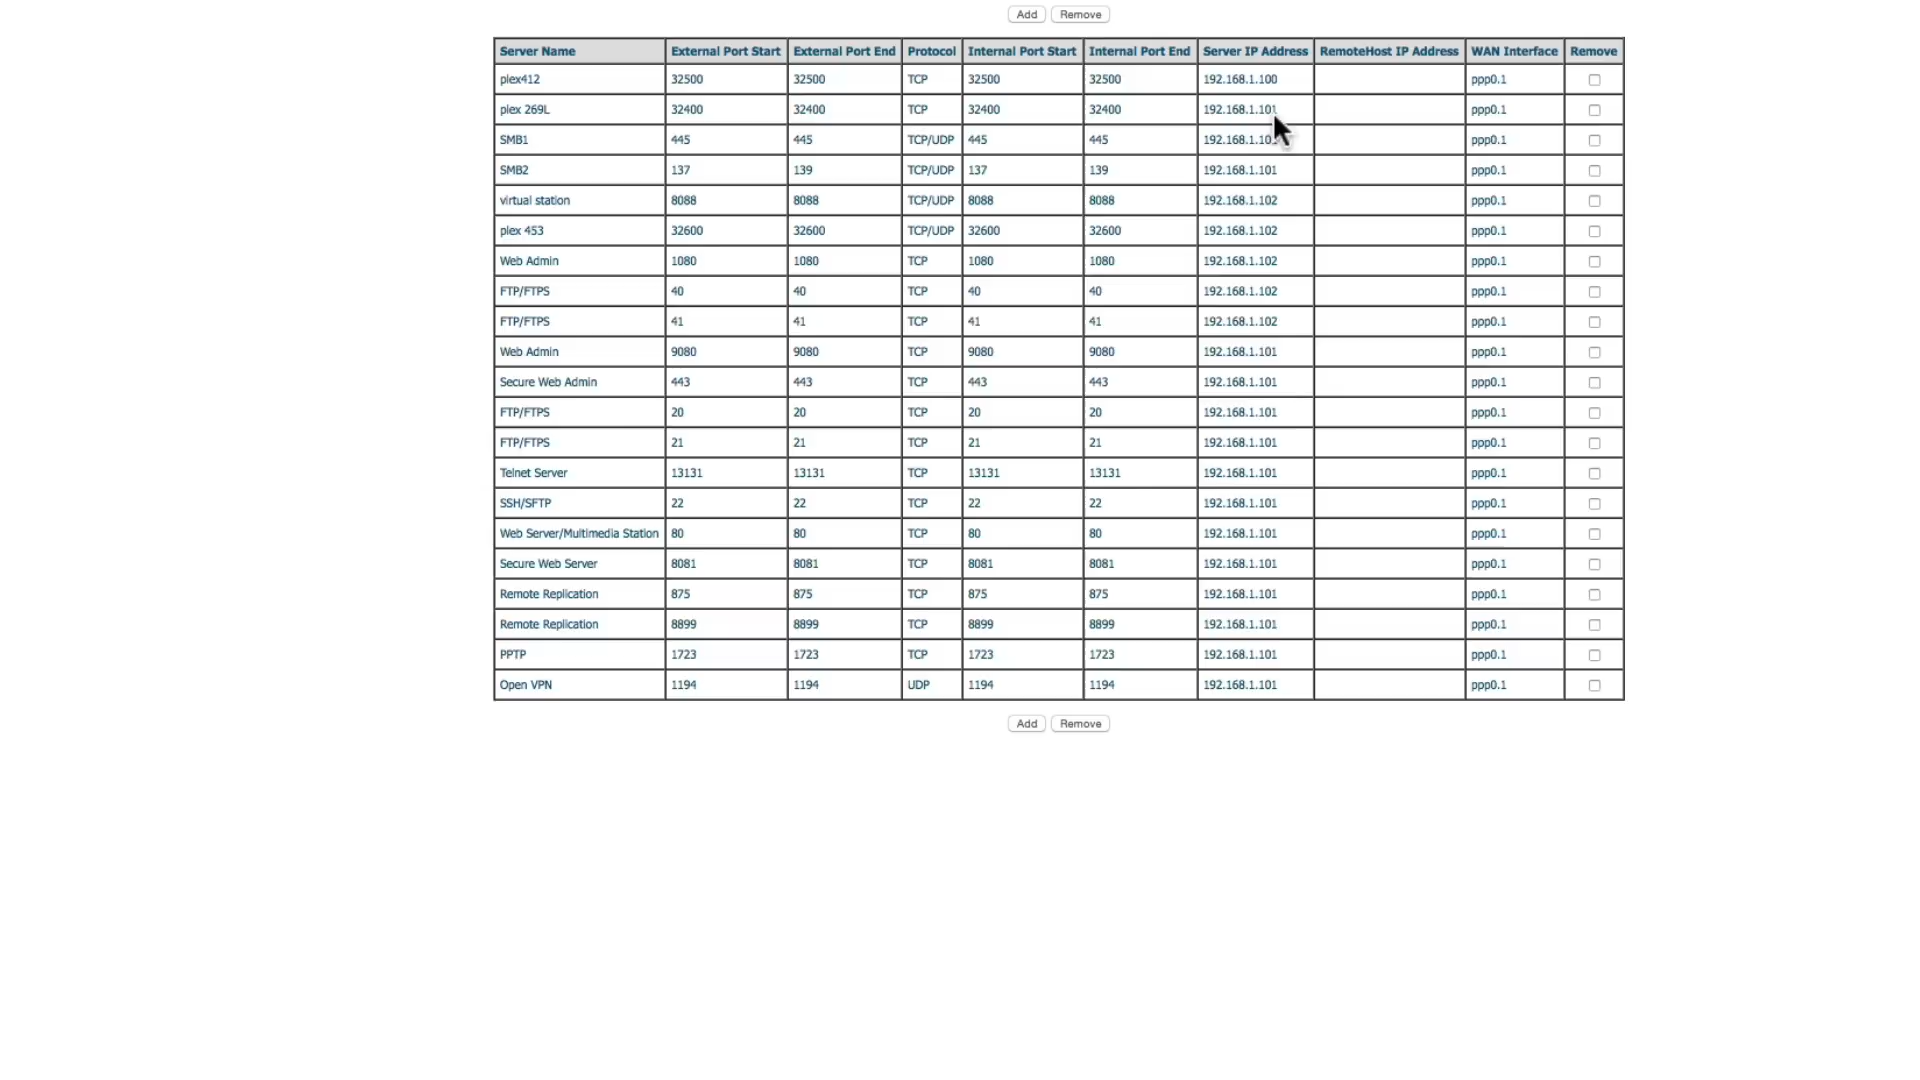 Add Remove
Server Name External Port Start External Port End Protocol Internal Port Start Internal Port End Server IP Address RemoteHost IP Address WAN Interface Remove
plex412 32500 32500 TCP 32500 32500 192.168.1.100 ppp0.1
plex 269L 32400 32400 TCP 32400 32400 192.168.1.101 ppp0.1
SMB1 445 445 TCP/UDP 445 445 ppp0.1
SMB2 137 139 TCP/UDP 137 139 192.168.1.101 ppp0.1
virtual station 8088 8088 TCP/UDP 8088 8088 192.168.1.102 ppp0.1
plex 453 32600 32600 TCP/UDP 32600 32600 192.168.1.102 ppp0.1
Web Admin 1080 1080 TCP 1080 1080 192.168.1.102 ppp0.1
FTP/FTPS 40 40 TCP 40 40 192.168.1.102 ppp0.1
FTP/FTPS 41 41 TCP 41 41 192.168.1.102 ppp0.1
Web Admin 9080 9080 TCP 9080 9080 192.168.1.101 ppp0.1
Secure Web Admin 443 443 TCP 443 443 192.168.1.101 ppp0.1
FTP/FTPS 20 20 TCP 20 20 192.168.1.101 ppp0.1
FTP/FTPS 21 21 TCP 21 21 192.168.1.101 ppp0.1
Telnet Server 13131 13131 TCP 13131 13131 192.168.1.101 ppp0.1
SSH/SFTP 22 22 TCP 22 22 192.168.1.101 ppp0.1
Web Server/Multimedia Station 80 80 TCP 80 80 192.168.1.101 ppp0.1
Secure Web Server 8081 8081 TCP 8081 8081 192.168.1.101 ppp0.1
Remote Replication 875 875 TCP 875 875 192.168.1.101 ppp0.1
Remote Replication 8899 8899 TCP 8899 8899 192.168.1.101 ppp0.1
PPTP 1723 1723 TCP 1723 1723 192.168.1.101 ppp0.1
Open VPN 1194 1194 UDP 1194 1194 192.168.1.101 ppp0.1
Add Remove